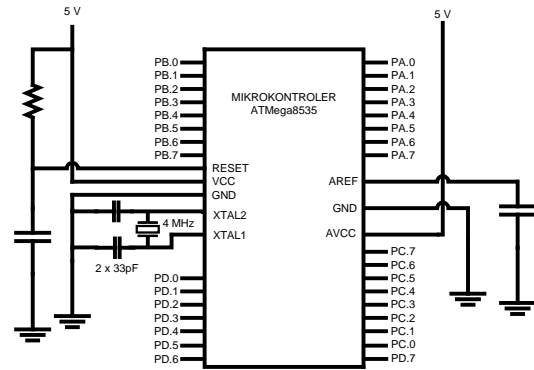 5 V
5 V
PB.0
PB.1
PB.2
PB.3
PB.4
PB.5
PB.6
PB.7
RESET
VCC
GND
XTAL2
XTAL1
4 MHz
2 x 33pF
PD.0
PD.1
PD.2
PD.3
PD.4
PD.5
PD.6
MIKROKONTROLER
ATMega8535
PA.0
PA.1
PA.2
PA.3
PA.4
PA.5
PA.6
PA.7
AREF
GND
AVCC
PC.7
PC.6
PC.5
PC.4
PC.3
PC.2
PC.1
PC.0
PD.7